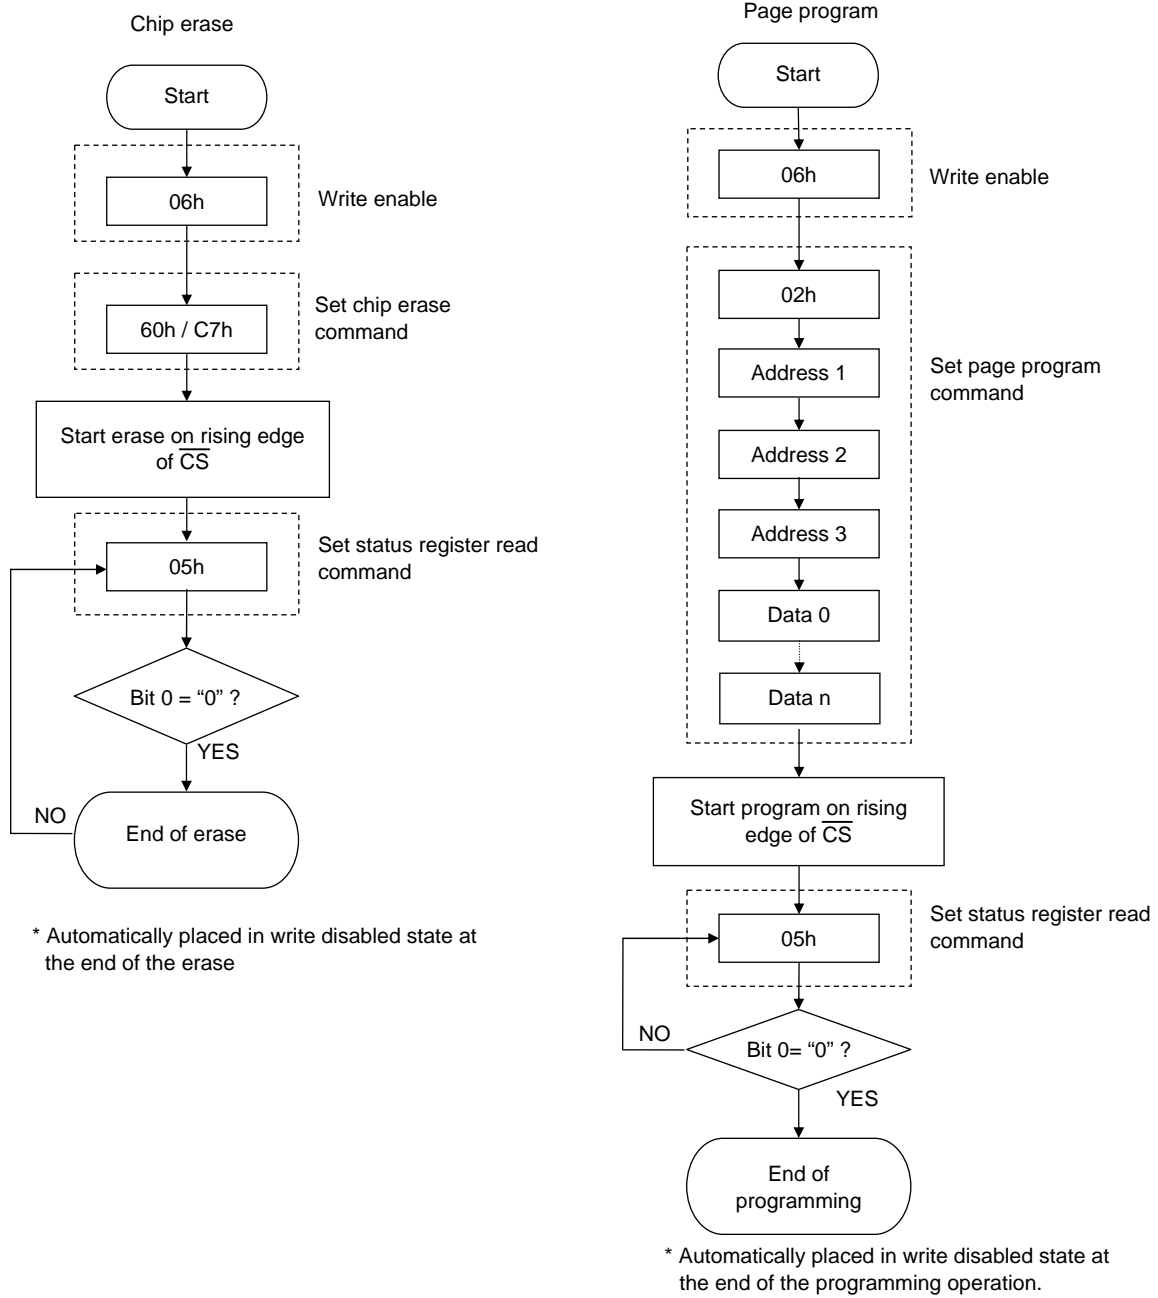 Chip erase
Start
06h
Write enable
60h / C7h
Set chip erase
command
Start erase on rising edge
of CS
05h
Set status register read
command
Bit 0 = “0” ?
YES
NO
End of erase
* Automatically placed in write disabled state at
the end of the erase
Page program
Start
06h
Write enable
02h
Address 1
Set page program
command
Address 2
Address 3
Data 0
Data n
Start program on rising
edge of CS
05h
Set status register read
command
NO
Bit 0= “0” ?
YES
End of
programming
* Automatically placed in write disabled state at
the end of the programming operation.